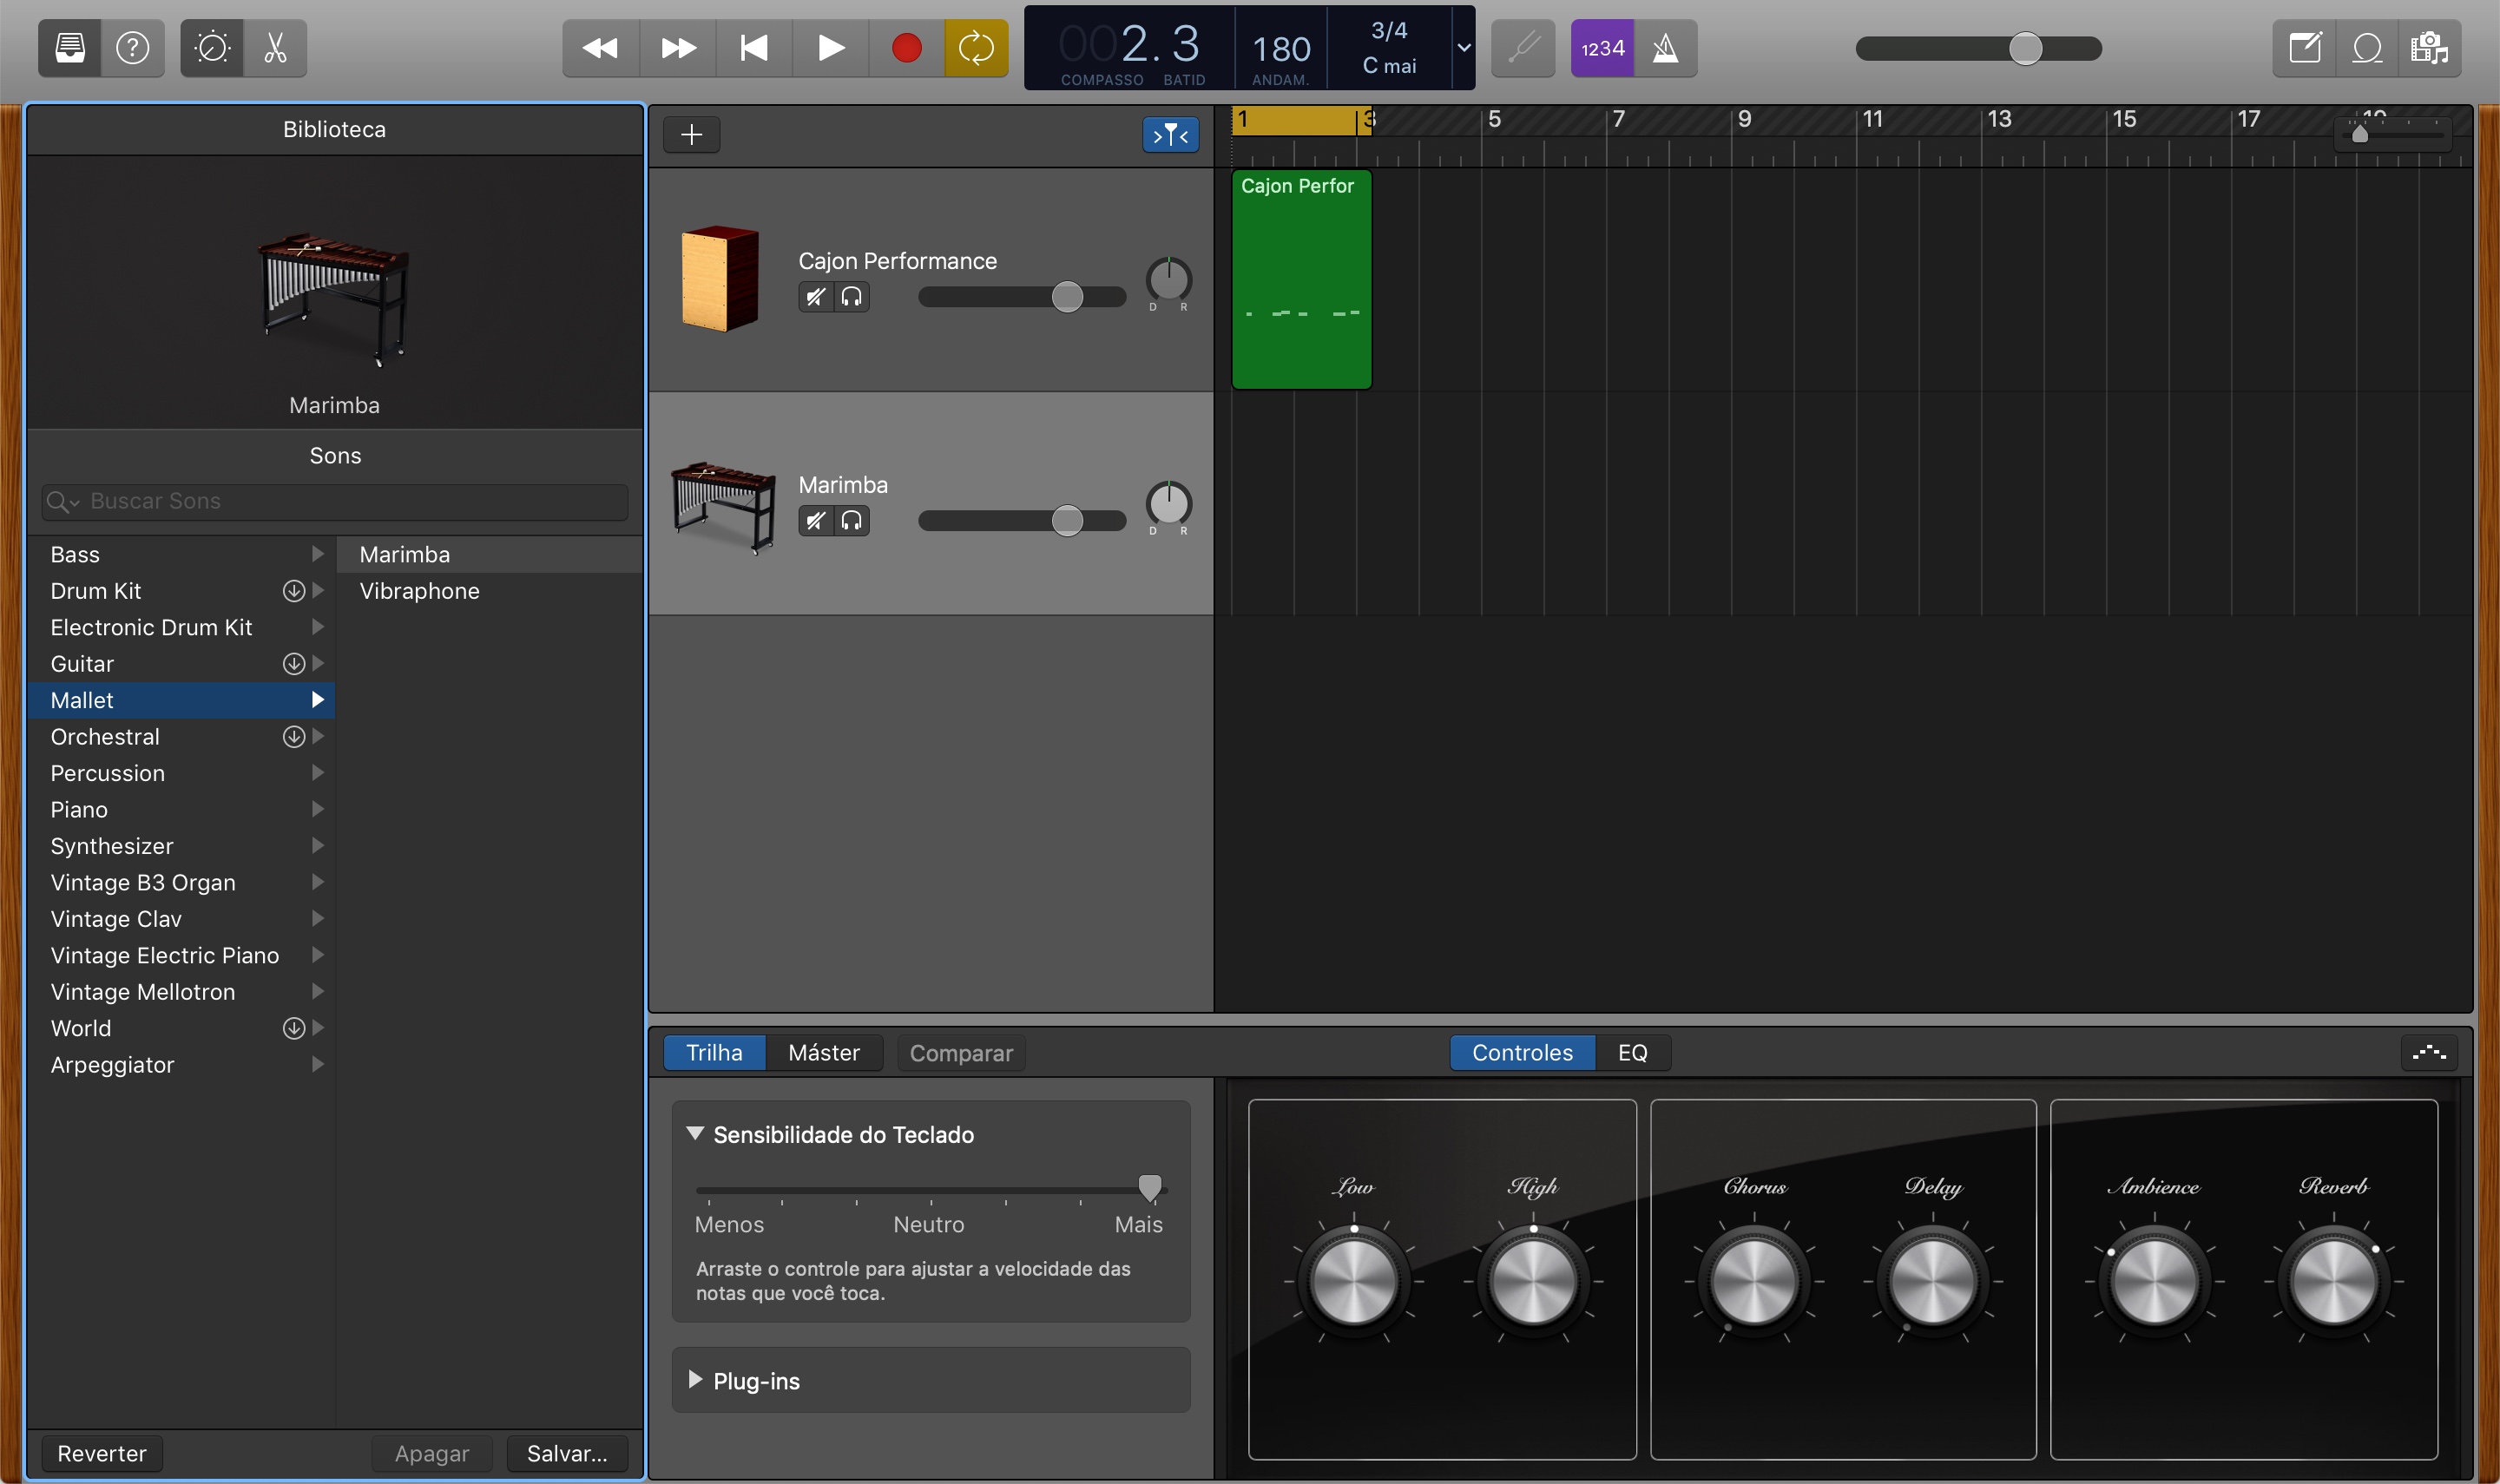 002. 3
COMPASSO BATID
180
ANDAM.
3/4
C mai
1234
Biblioteca
Marimba
Sons
Buscar Sons
Bass
Drum Kit
Electronic Drum Kit
Guitar
Mallet
Orchestral
Percussion
Piano
Synthesizer
Vintage B3 Organ
Vintage Clav
Vintage Electric Piano
Vintage Mellotron
World
Arpeggiator
Marimba
Vibraphone
Reverter
Apagar
Salvar...
1 3 5 7 9 11 13 15 17 19
Cajon Performance
D R
Cajon Perfor
Marimba
D R
Trilha Máster Comparar
Controles EQ
Sensibilidade do Teclado
Menos Neutro Mais
Arraste o controle para ajustar a velocidade das
notas que você toca.
Plug-ins
Low High Chorus Delay Ambience Reverb